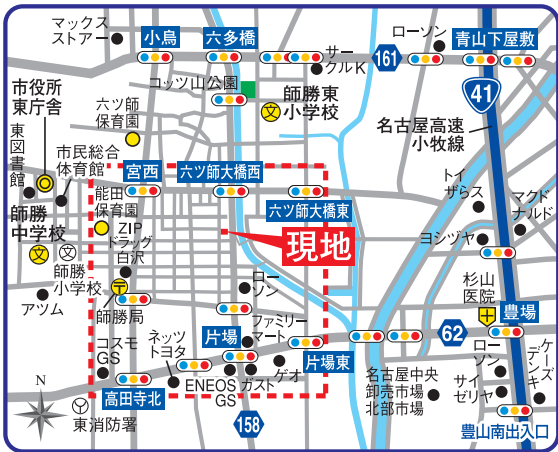 マックス
ストアー
小鳥
六多橋
サー
クルK
161
ローソン
青山下屋敷
41
コッツ山公園
師勝東
小学校
文
名古屋高速
小牧線
市役所
東庁舎
六ツ師
保育園
東図書館
市民総合
体育館
宮西
六ツ師大橋西
六ツ師大橋東
トイ
ザらス
マクド
ナルド
師勝
中学校
文
能田
保育園
ZIP
ドラッグ
白沢
現地
ヨシヅヤ
文
師勝
小学校
師勝局
アヅム
ロー
ソン
杉山
医院
豊場
62
コスモ
GS
ネッツ
トヨタ
片場
ファミリー
マート
片場東
ゲオ
ENEOS
GS
ガスト
高田寺北
N
東消防署
158
名古屋中央
卸売市場
北部市場
ロー
ソン
サイ
ゼリヤ
ケーズ
デンキ
豊山南出入口